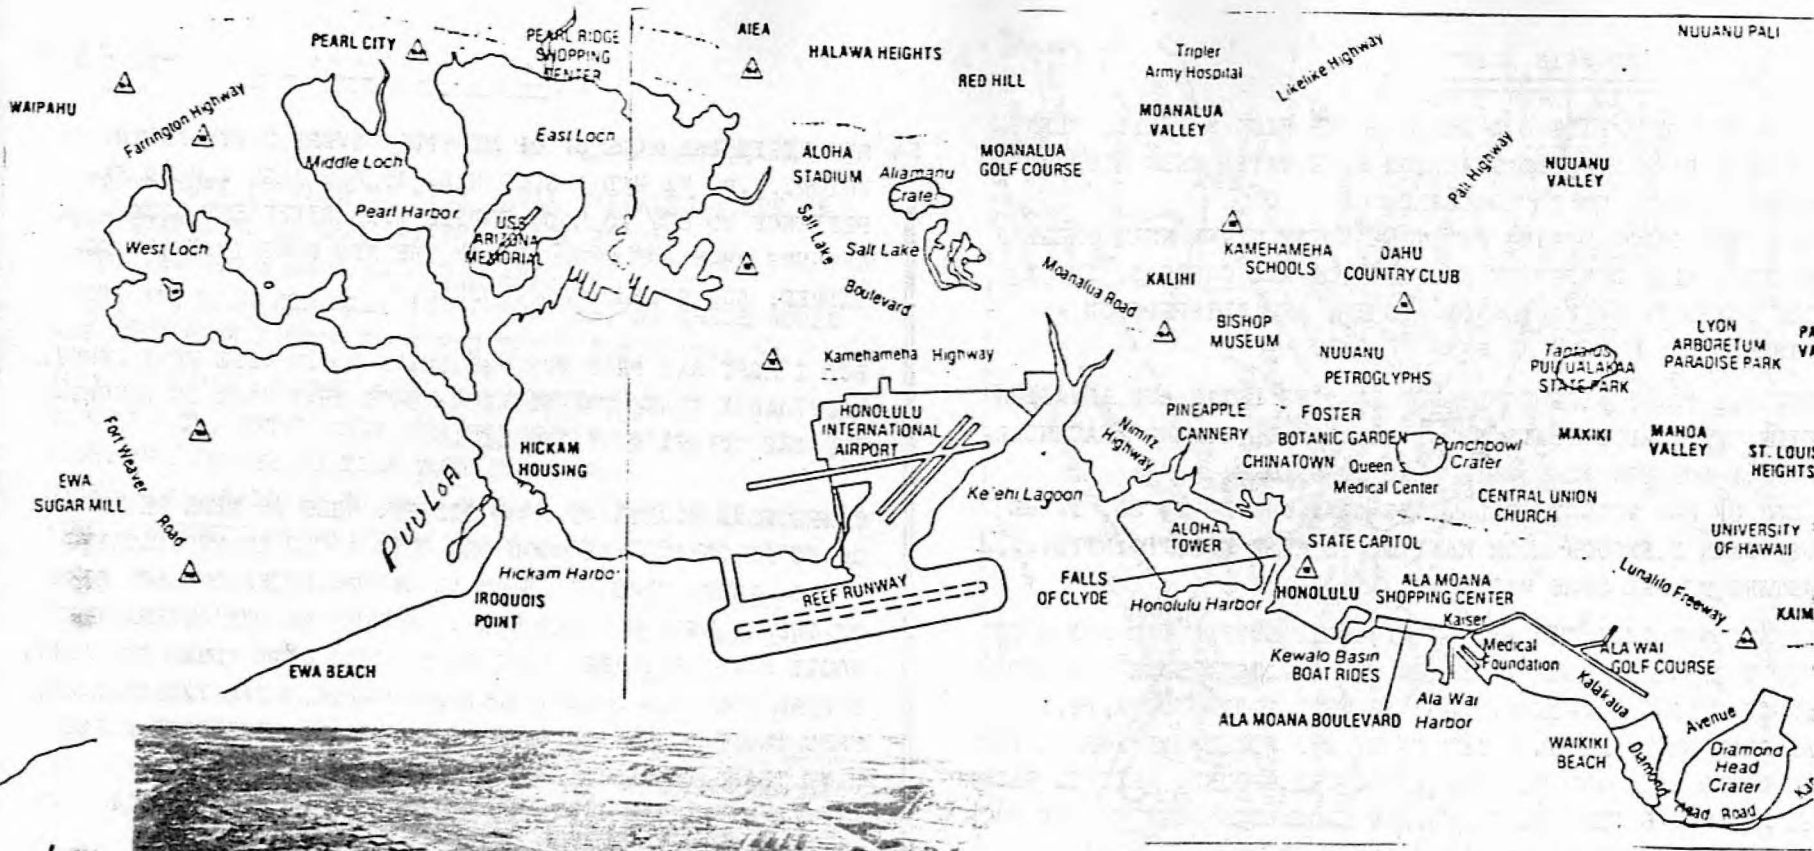 NUUANU PALI
PEARL CITY
PEARL RIDGE
SHOPPING
CENTER
AIEA
HALAWA HEIGHTS
RED HILL
Tripler
Army Hospital
Likelike Highway
WAIPAHU
Farrington Highway
MOANALUA
VALLEY
East Loch
Middle Loch
ALOHA
STADIUM
Aliamanu
Crater
MOANALUA
GOLF COURSE
Pali Highway
NUUANU
VALLEY
Pearl Harbor
USS
ARIZONA
MEMORIAL
West Loch
Salt Lake
Boulevard
Salt Lake
Moanalua Road
KALIHI
KAMEHAMEHA
SCHOOLS
OAHU
COUNTRY CLUB
BISHOP
MUSEUM
LYON
ARBORETUM
PARADISE PARK
PA
VA
Kamehameha Highway
NUUANU
PETROGLYPHS
Tantalus
PUU UALAKAA
STATE PARK
HONOLULU
INTERNATIONAL
AIRPORT
PINEAPPLE
CANNERY
Nimitz
Highway
FOSTER
BOTANIC GARDEN
CHINATOWN
Queen's
Medical Center
Punchbowl
Crater
MAKIKI
MANOA
VALLEY
ST. LOUIS
HEIGHTS
Fort Weaver
Road
EWA
SUGAR MILL
PUULOA
HICKAM
HOUSING
Ke'ehi Lagoon
CENTRAL UNION
CHURCH
ALOHA
TOWER
STATE CAPITOL
UNIVERSITY
OF HAWAII
Hickam Harbor
REEF RUNWAY
FALLS
OF CLYDE
Honolulu Harbor
HONOLULU
ALA MOANA
SHOPPING CENTER
Lunalilo Freeway
KAIM
IROQUOIS
POINT
Kaiser
Medical
Foundation
ALA WAI
GOLF COURSE
Kewalo Basin
BOAT RIDES
EWA BEACH
Kalakaua
Avenue
ALA MOANA BOULEVARD
Ala Wai
Harbor
WAIKIKI
BEACH
Diamond
Head Road
Diamond
Head
Crater